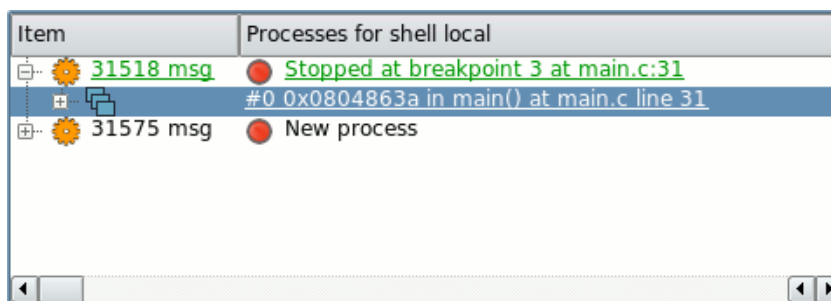 Item Processes for shell local
31518 msg Stopped at breakpoint 3 at main.c:31
#0 0x0804863a in main() at main.c line 31
31575 msg New process